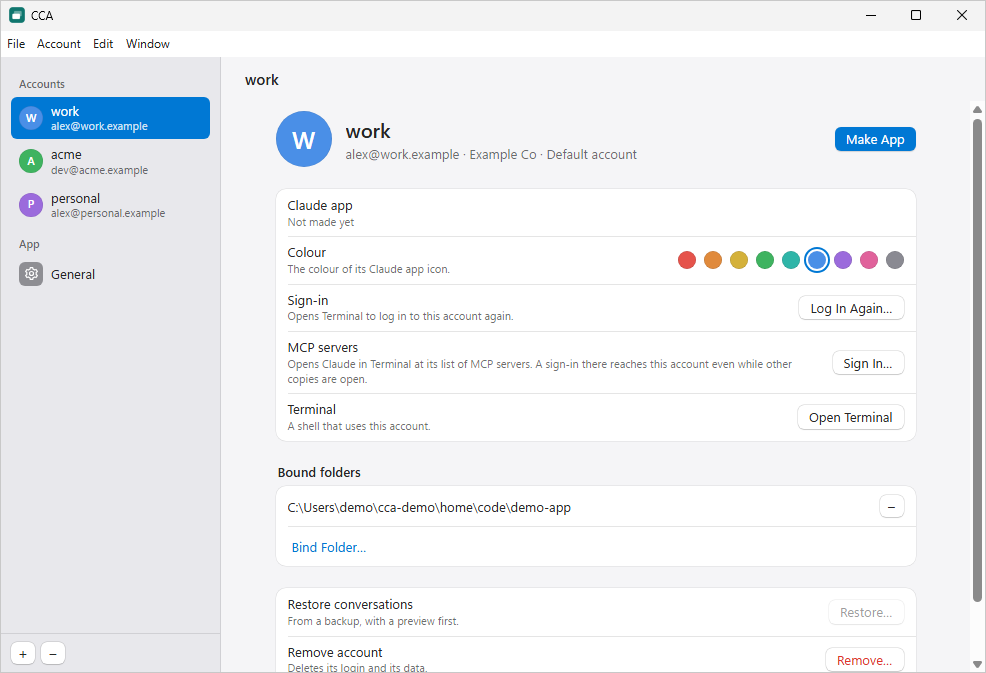 CCA
File Account Edit Window
Accounts
W
work
alex@work.example
A
acme
dev@acme.example
P
personal
alex@personal.example
App
General
+ −
work
W
work
alex@work.example · Example Co · Default account
Make App
Claude app
Not made yet
Colour
The colour of its Claude app icon.
Sign-in
Opens Terminal to log in to this account again.
Log In Again...
MCP servers
Opens Claude in Terminal at its list of MCP servers. A sign-in there reaches this account even while other
copies are open.
Sign In...
Terminal
A shell that uses this account.
Open Terminal
Bound folders
C:\Users\demo\cca-demo\home\code\demo-app
−
Bind Folder...
Restore conversations
From a backup, with a preview first.
Restore...
Remove account
Deletes its login and its data.
Remove...